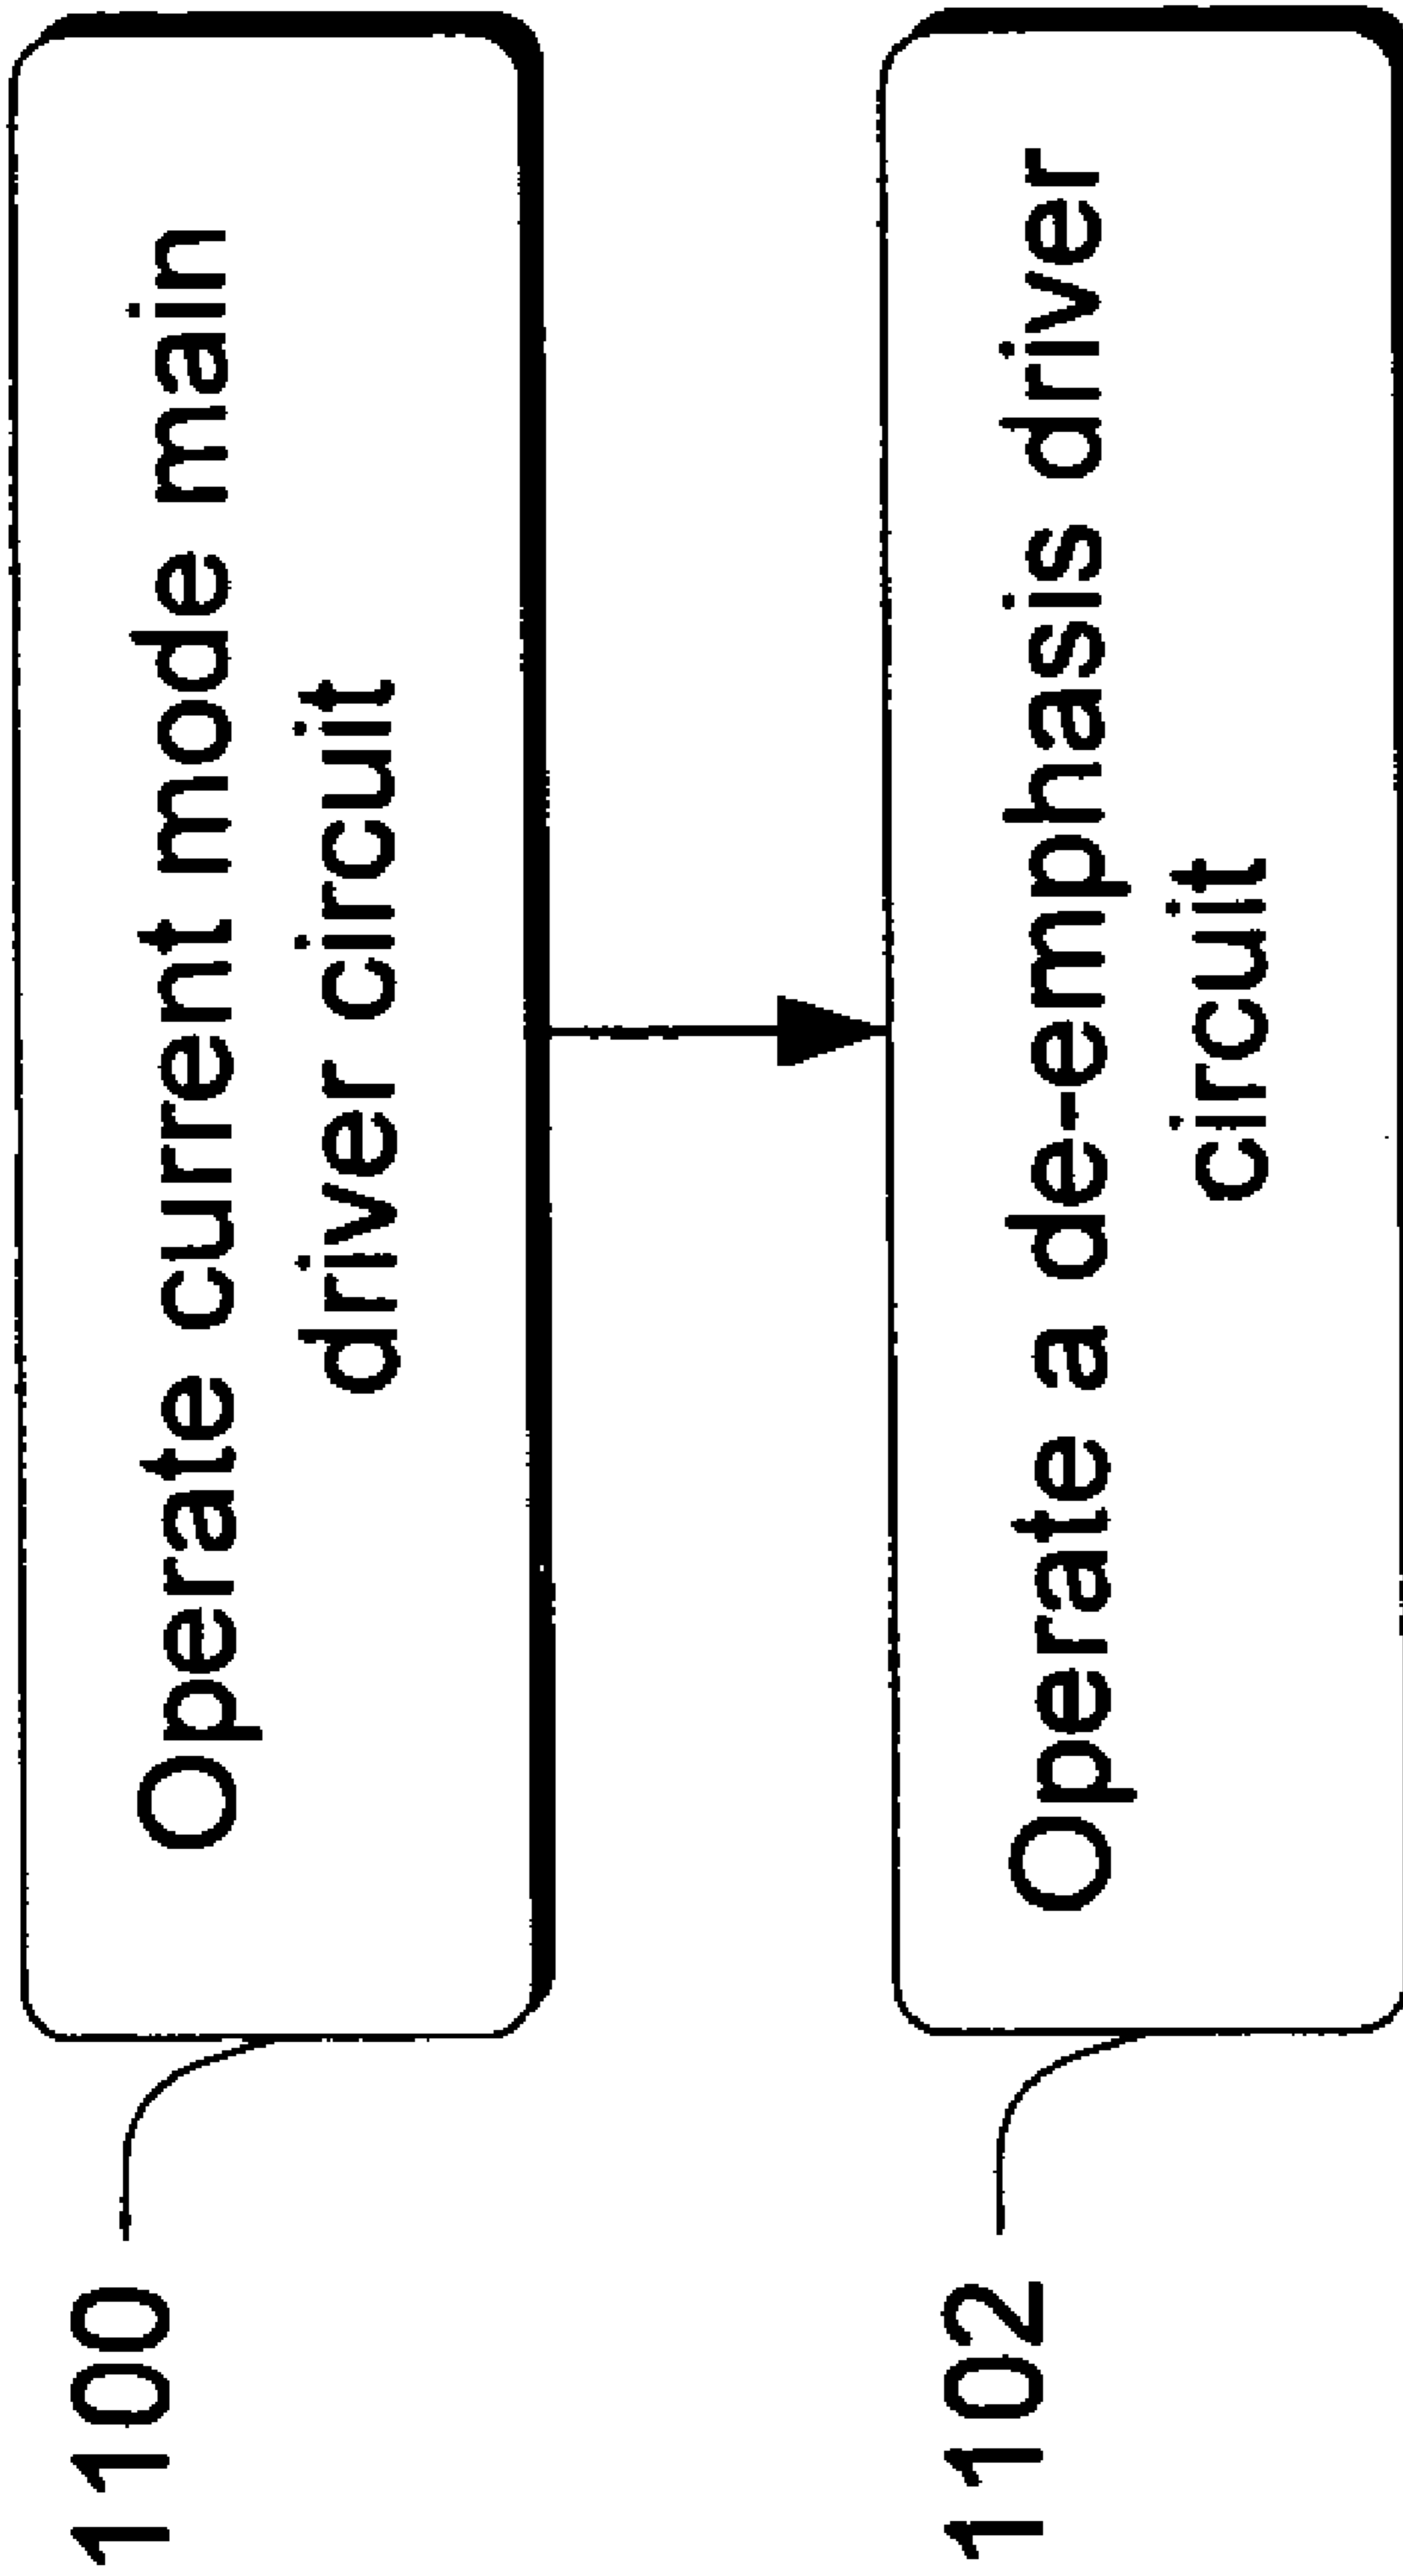 1100
Operate current mode main
driver circuit
1102
Operate a de-emphasis driver
circuit